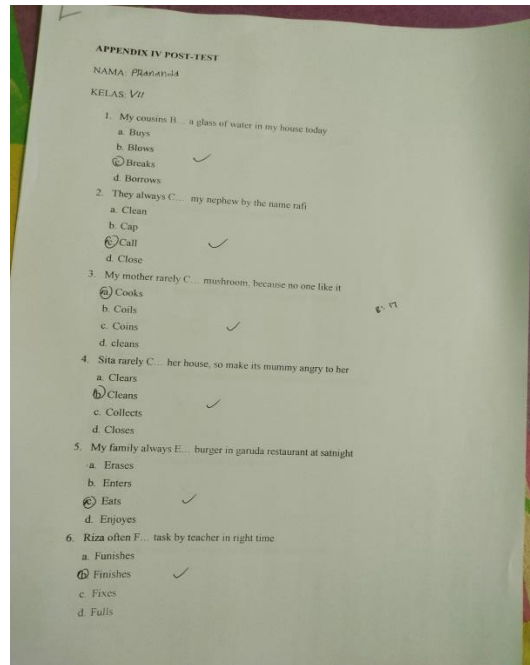 APPENDIX IV POST-TEST
NAMA: PRananda
KELAS: VII
1. My cousins B... a glass of water in my house today
a. Buys
b. Blows
c. Breaks
d. Borrows
2. They always C... my nephew by the name rafi
a. Clean
b. Cap
c. Call
d. Close
3. My mother rarely C... mushroom, because no one like it
a. Cooks
b. Coils
c. Coins
d. cleans
4. Sita rarely C... her house, so make its mummy angry to her
a. Clears
b. Cleans
c. Collects
d. Closes
5. My family always E... burger in garuda restaurant at satnight
a. Erases
b. Enters
c. Eats
d. Enjoyes
6. Riza often F... task by teacher in right time
a. Funishes
b. Finishes
c. Fixes
d. Fulls